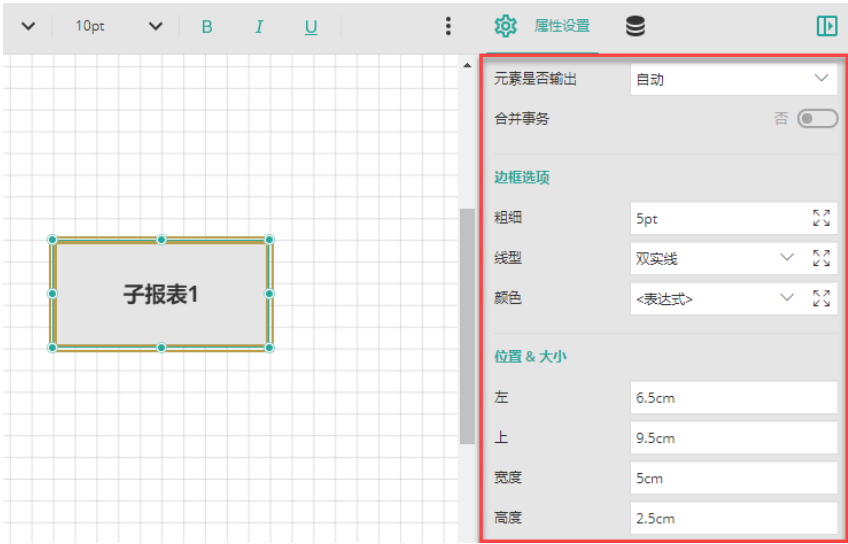 10pt B I U 属性设置
元素是否输出 自动
合并事务 否
边框选项
粗细 5pt
线型 双实线
颜色 <表达式>
子报表1
位置 & 大小
左 6.5cm
上 9.5cm
宽度 5cm
高度 2.5cm